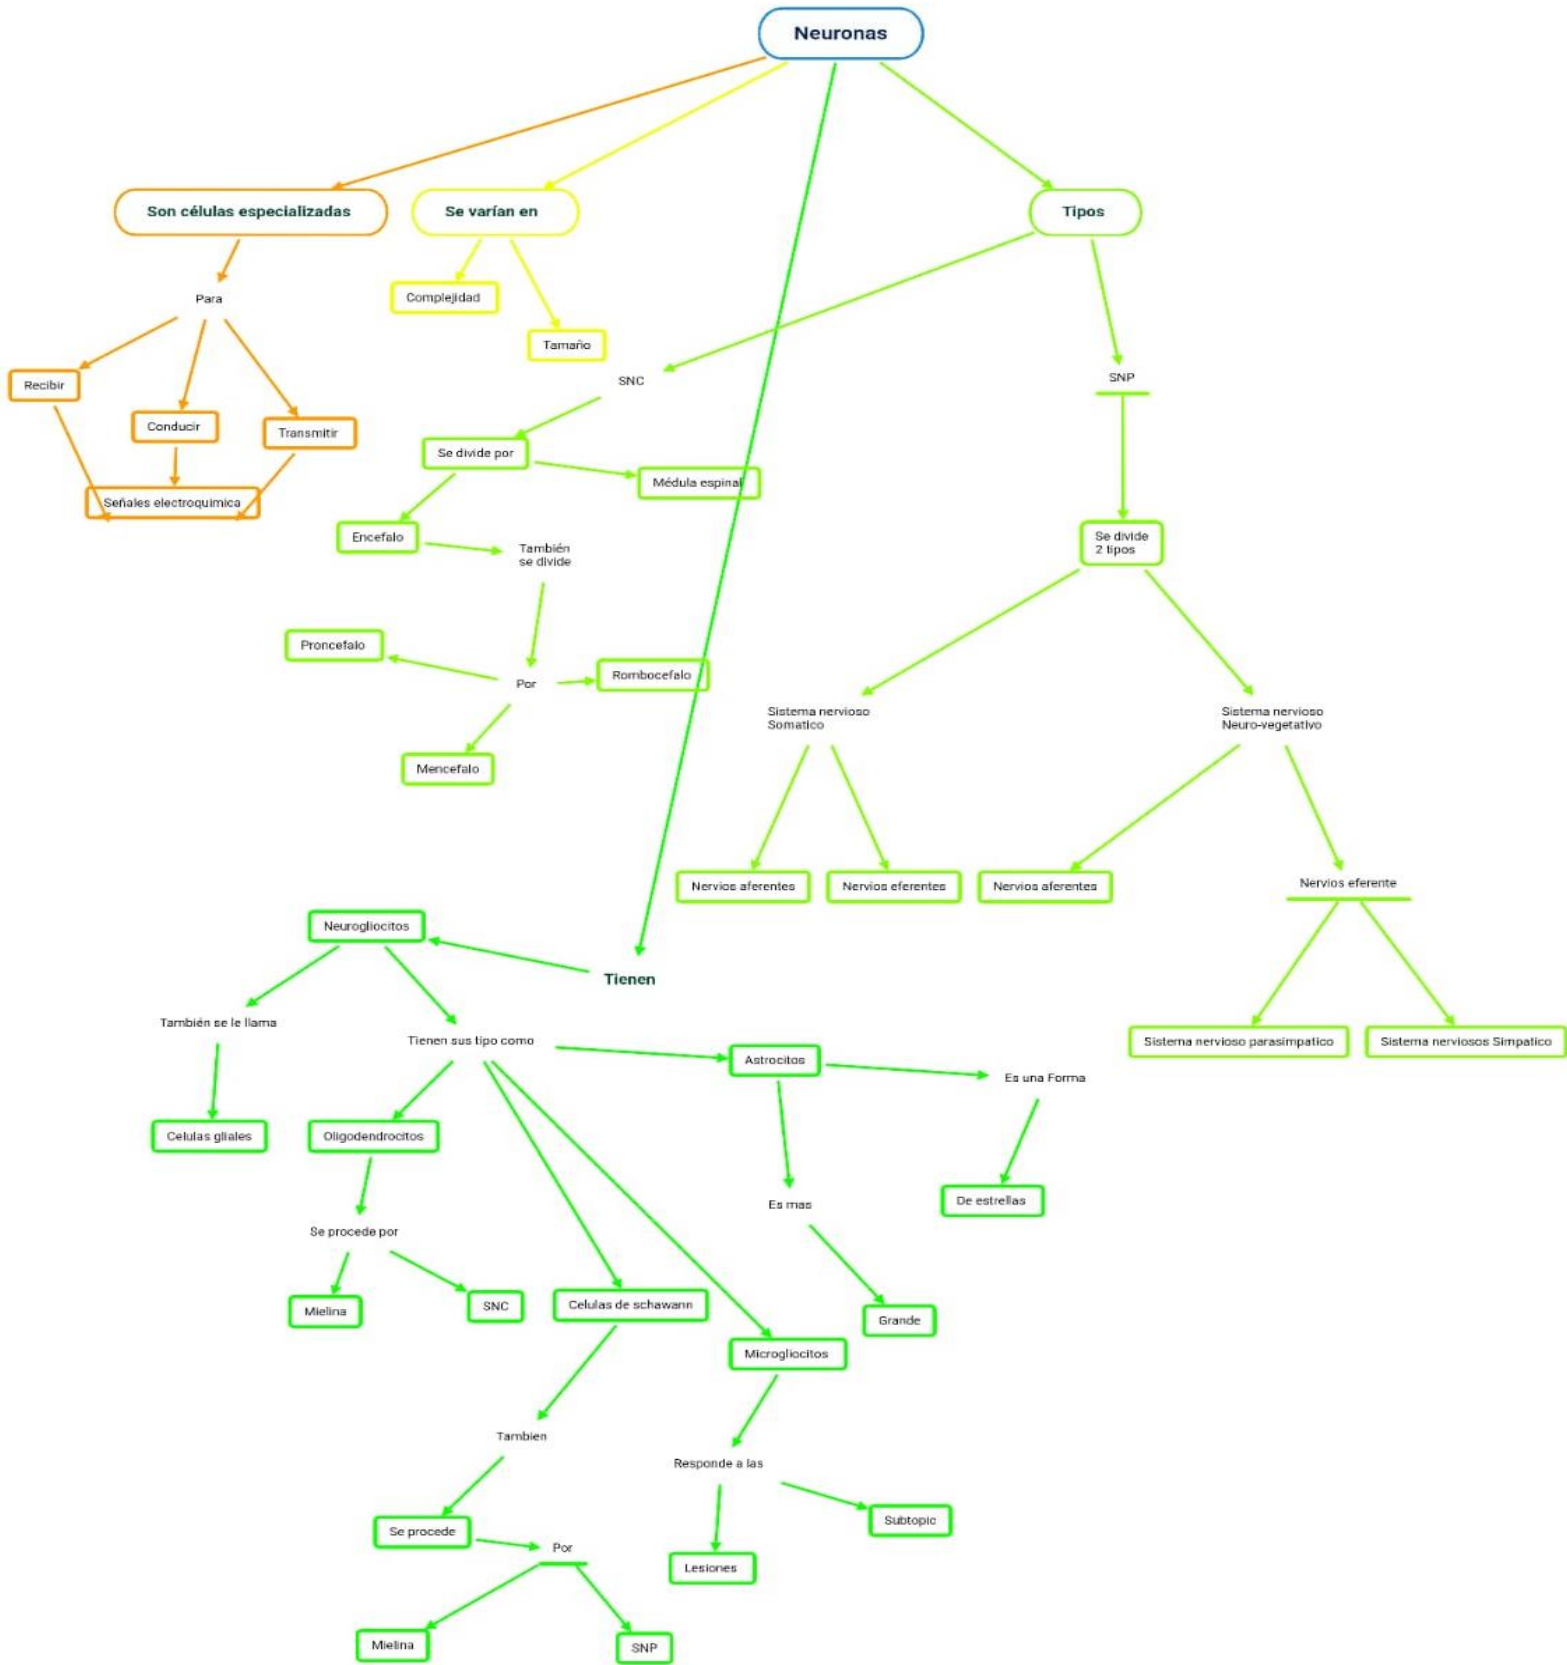 Neuronas
Son células especializadas
Se varían en
Tipos
Para
Complejidad
Tamaño
Recibir
Conducir
Transmitir
Señales electroquimica
SNC
SNP
Se divide por
Médula espinal
Encefalo
También
se divide
Se divide
2 tipos
Proncefalo
Por
Rombocefalo
Mencefalo
Sistema nervioso
Somatico
Sistema nervioso
Neuro-vegetativo
Nervios aferentes
Nervios eferentes
Nervios aferentes
Nervios eferente
Sistema nervioso parasimpatico
Sistema nerviosos Simpatico
Tienen
Neurogliocitos
También se le llama
Tienen sus tipo como
Astrocitos
Es una Forma
Celulas gliales
Oligodendrocitos
De estrellas
Es mas
Se procede por
Mielina
SNC
Celulas de schawann
Grande
Microgliocitos
Tambien
Responde a las
Subtopic
Se procede
Por
Lesiones
Mielina
SNP